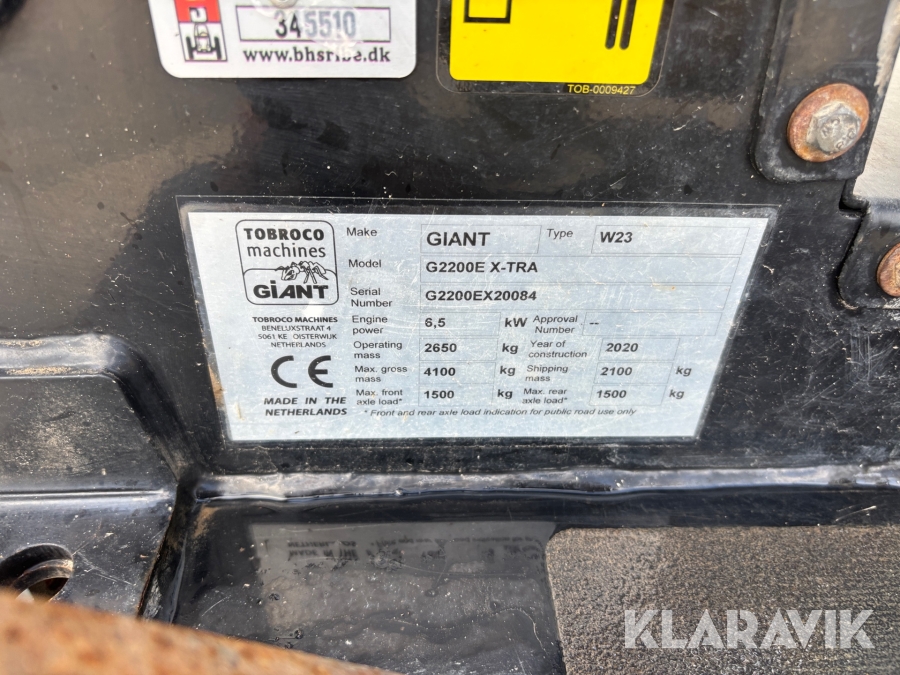 345510
www.bhsribe.dk
TOB-0009427
TOBROCO
machines
GiANT
TOBROCO MACHINES
BENELUXSTRAAT 4
5061 KE OISTERWIJK
NETHERLANDS
CE
MADE IN THE
NETHERLANDS
Make GIANT Type W23
Model G2200E X-TRA
Serial Number G2200EX20084
Engine power 6,5 kW Approval Number --
Operating mass 2650 kg Year of construction 2020
Max. gross mass 4100 kg Shipping mass 2100 kg
Max. front axle load* 1500 kg Max. rear axle load* 1500 kg
* Front and rear axle load indication for public road use only
KLARAVIK